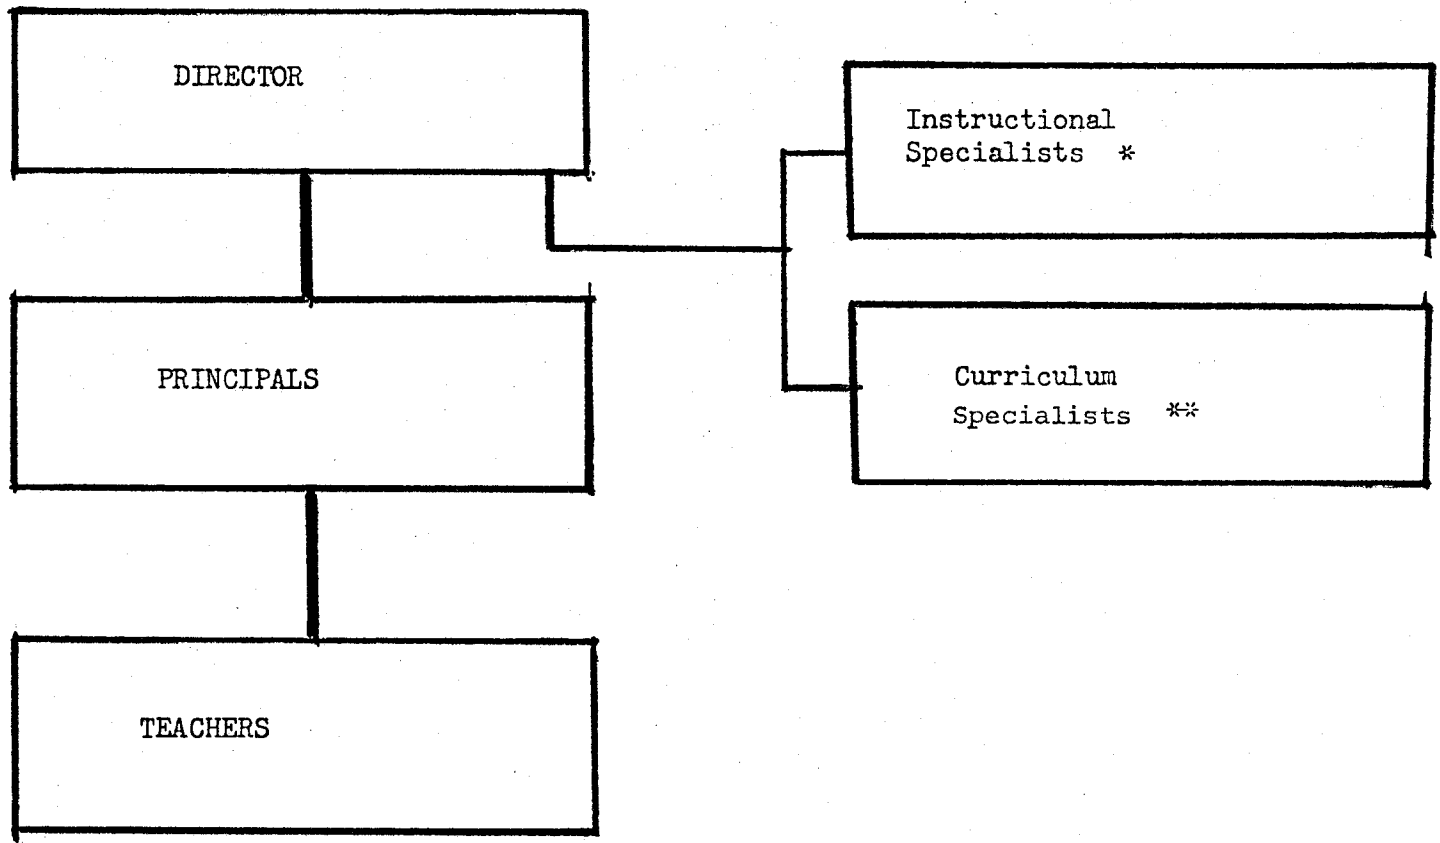 DIRECTOR
Instructional
Specialists *
PRINCIPALS
Curriculum
Specialists **
TEACHERS